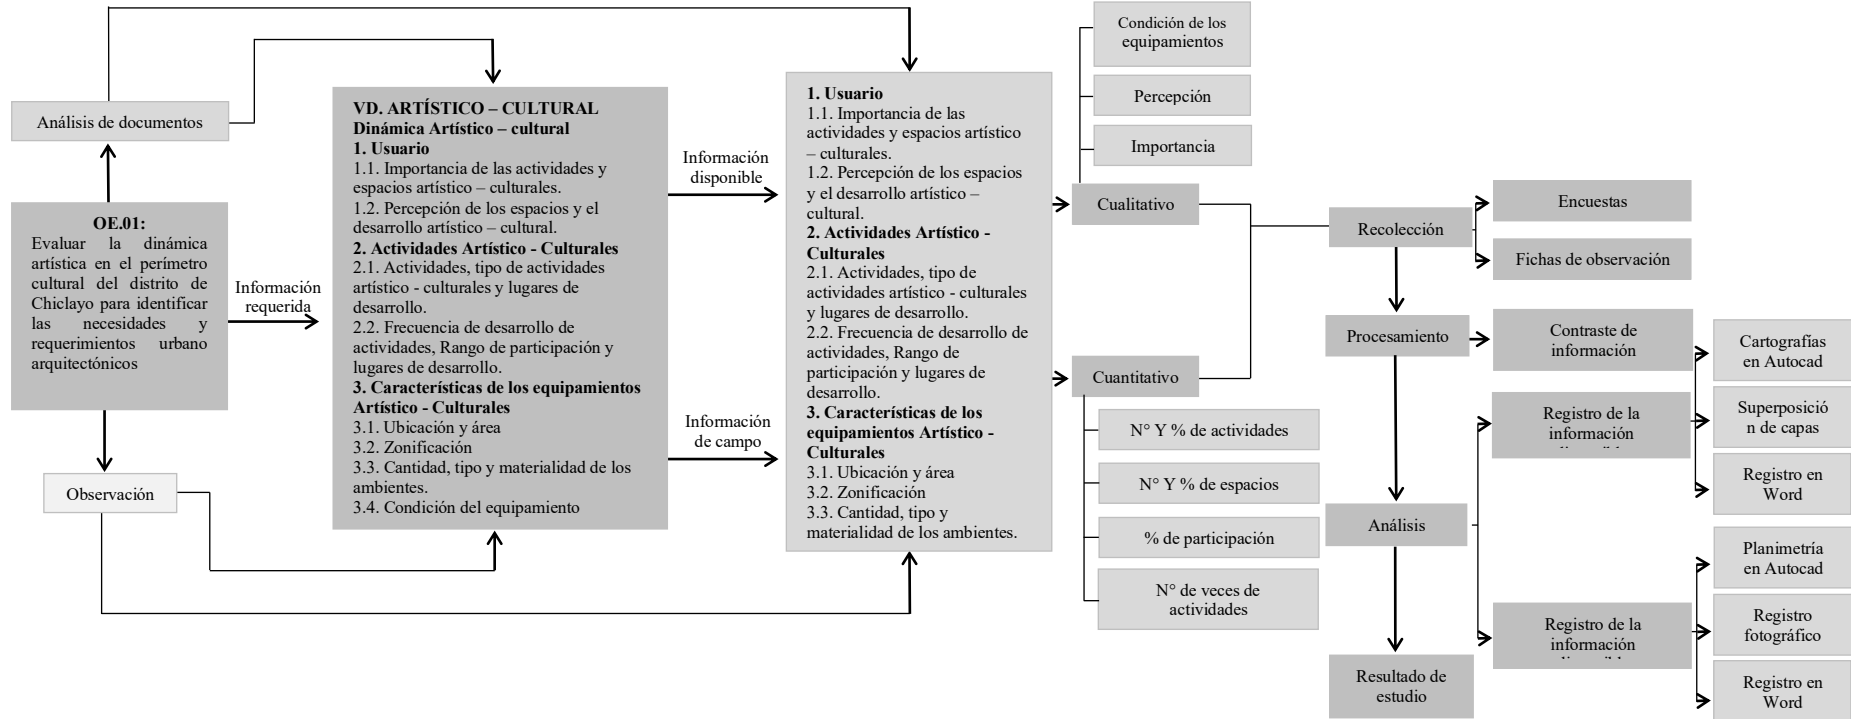 Análisis de documentos
OE.01:
Evaluar la dinámica
artística en el perímetro
cultural del distrito de
Chiclayo para identificar
las necesidades y
requerimientos urbano
arquitectónicos
Observación
Información
requerida
VD. ARTÍSTICO – CULTURAL
Dinámica Artístico – cultural
1. Usuario
1.1. Importancia de las actividades y
espacios artístico – culturales.
1.2. Percepción de los espacios y el
desarrollo artístico – cultural.
2. Actividades Artístico - Culturales
2.1. Actividades, tipo de actividades
artístico - culturales y lugares de
desarrollo.
2.2. Frecuencia de desarrollo de
actividades, Rango de participación y
lugares de desarrollo.
3. Características de los equipamientos
Artístico - Culturales
3.1. Ubicación y área
3.2. Zonificación
3.3. Cantidad, tipo y materialidad de los
ambientes.
3.4. Condición del equipamiento
Información
disponible
Información
de campo
1. Usuario
1.1. Importancia de las
actividades y espacios artístico
– culturales.
1.2. Percepción de los espacios
y el desarrollo artístico –
cultural.
2. Actividades Artístico -
Culturales
2.1. Actividades, tipo de
actividades artístico - culturales
y lugares de desarrollo.
2.2. Frecuencia de desarrollo de
actividades, Rango de
participación y lugares de
desarrollo.
3. Características de los
equipamientos Artístico -
Culturales
3.1. Ubicación y área
3.2. Zonificación
3.3. Cantidad, tipo y
materialidad de los ambientes.
Condición de los
equipamientos
Percepción
Importancia
Cualitativo
Cuantitativo
N° Y % de actividades
N° Y % de espacios
% de participación
N° de veces de
actividades
Recolección
Procesamiento
Análisis
Resultado de
estudio
Encuestas
Fichas de observación
Contraste de
información
Registro de la
información
Registro de la
información
Cartografías
en Autocad
Superposició
n de capas
Registro en
Word
Planimetría
en Autocad
Registro
fotográfico
Registro en
Word